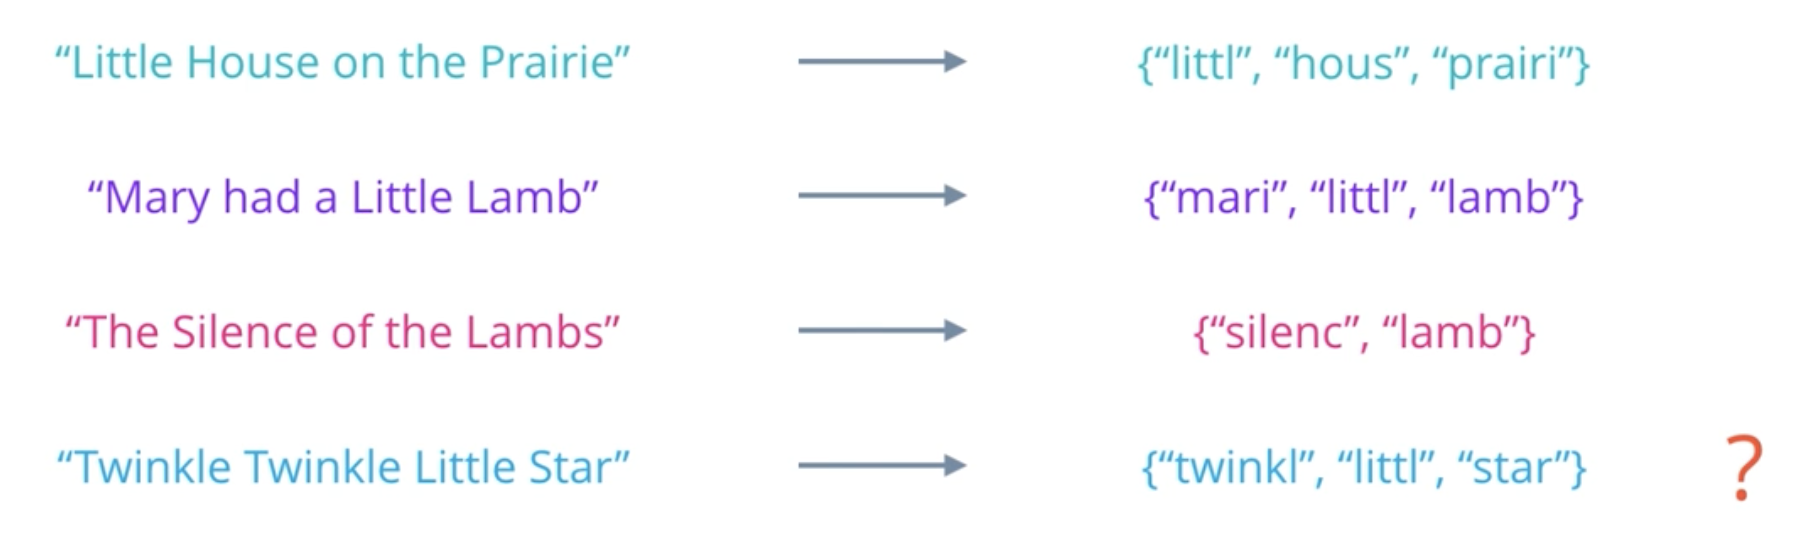 “Little House on the Prairie” → {“littl”, “hous”, “prairi”}
“Mary had a Little Lamb” → {“mari”, “littl”, “lamb”}
“The Silence of the Lambs” → {“silenc”, “lamb”}
“Twinkle Twinkle Little Star” → {“twinkl”, “littl”, “star”} ?